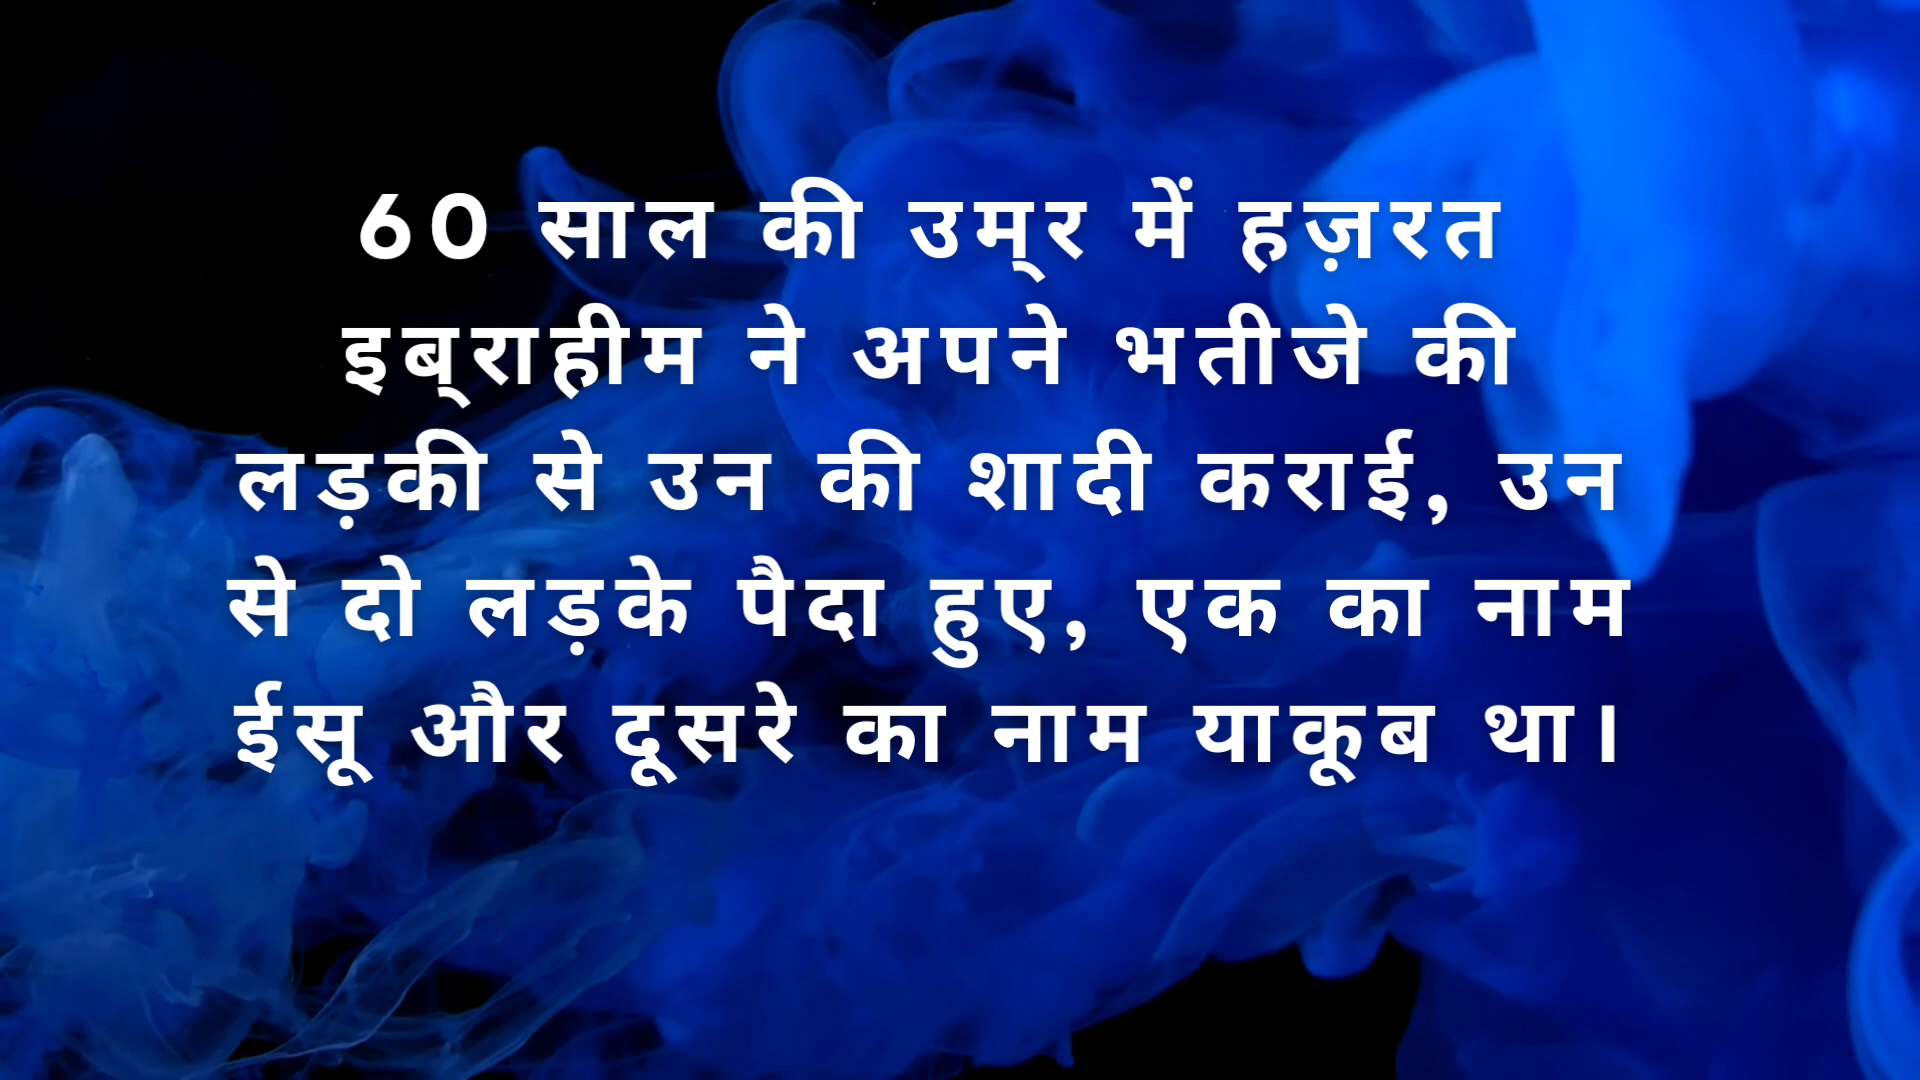 60 साल की उम्र में हज़रत
इब्राहीम ने अपने भतीजे की
लड़की से उन की शादी कराई, उन
से दो लड़के पैदा हुए, एक का नाम
ईसू और दूसरे का नाम याकूब था।